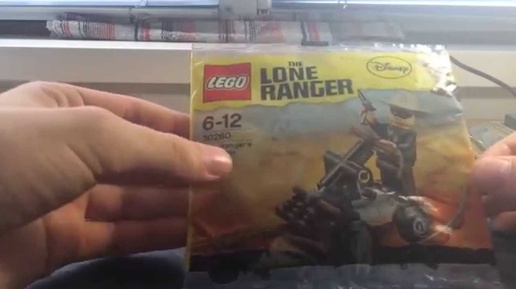 LEGO
THE
LONE
RANGER
Disney
6-12
30260